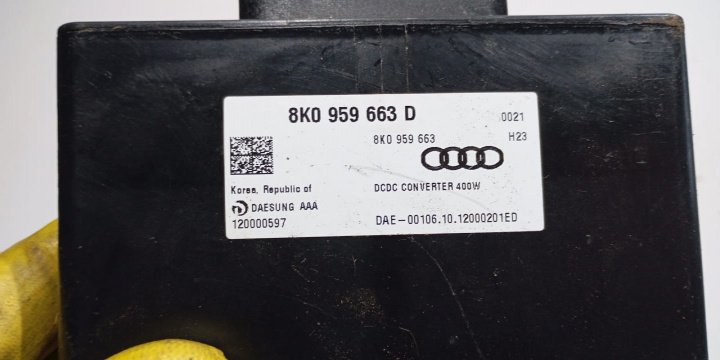 8K0 959 663 D
0021
8K0 959 663
H23
Korea, Republic of
DCDC CONVERTER 400W
DAESUNG AAA
120000597
DAE-00106.10.12000201ED